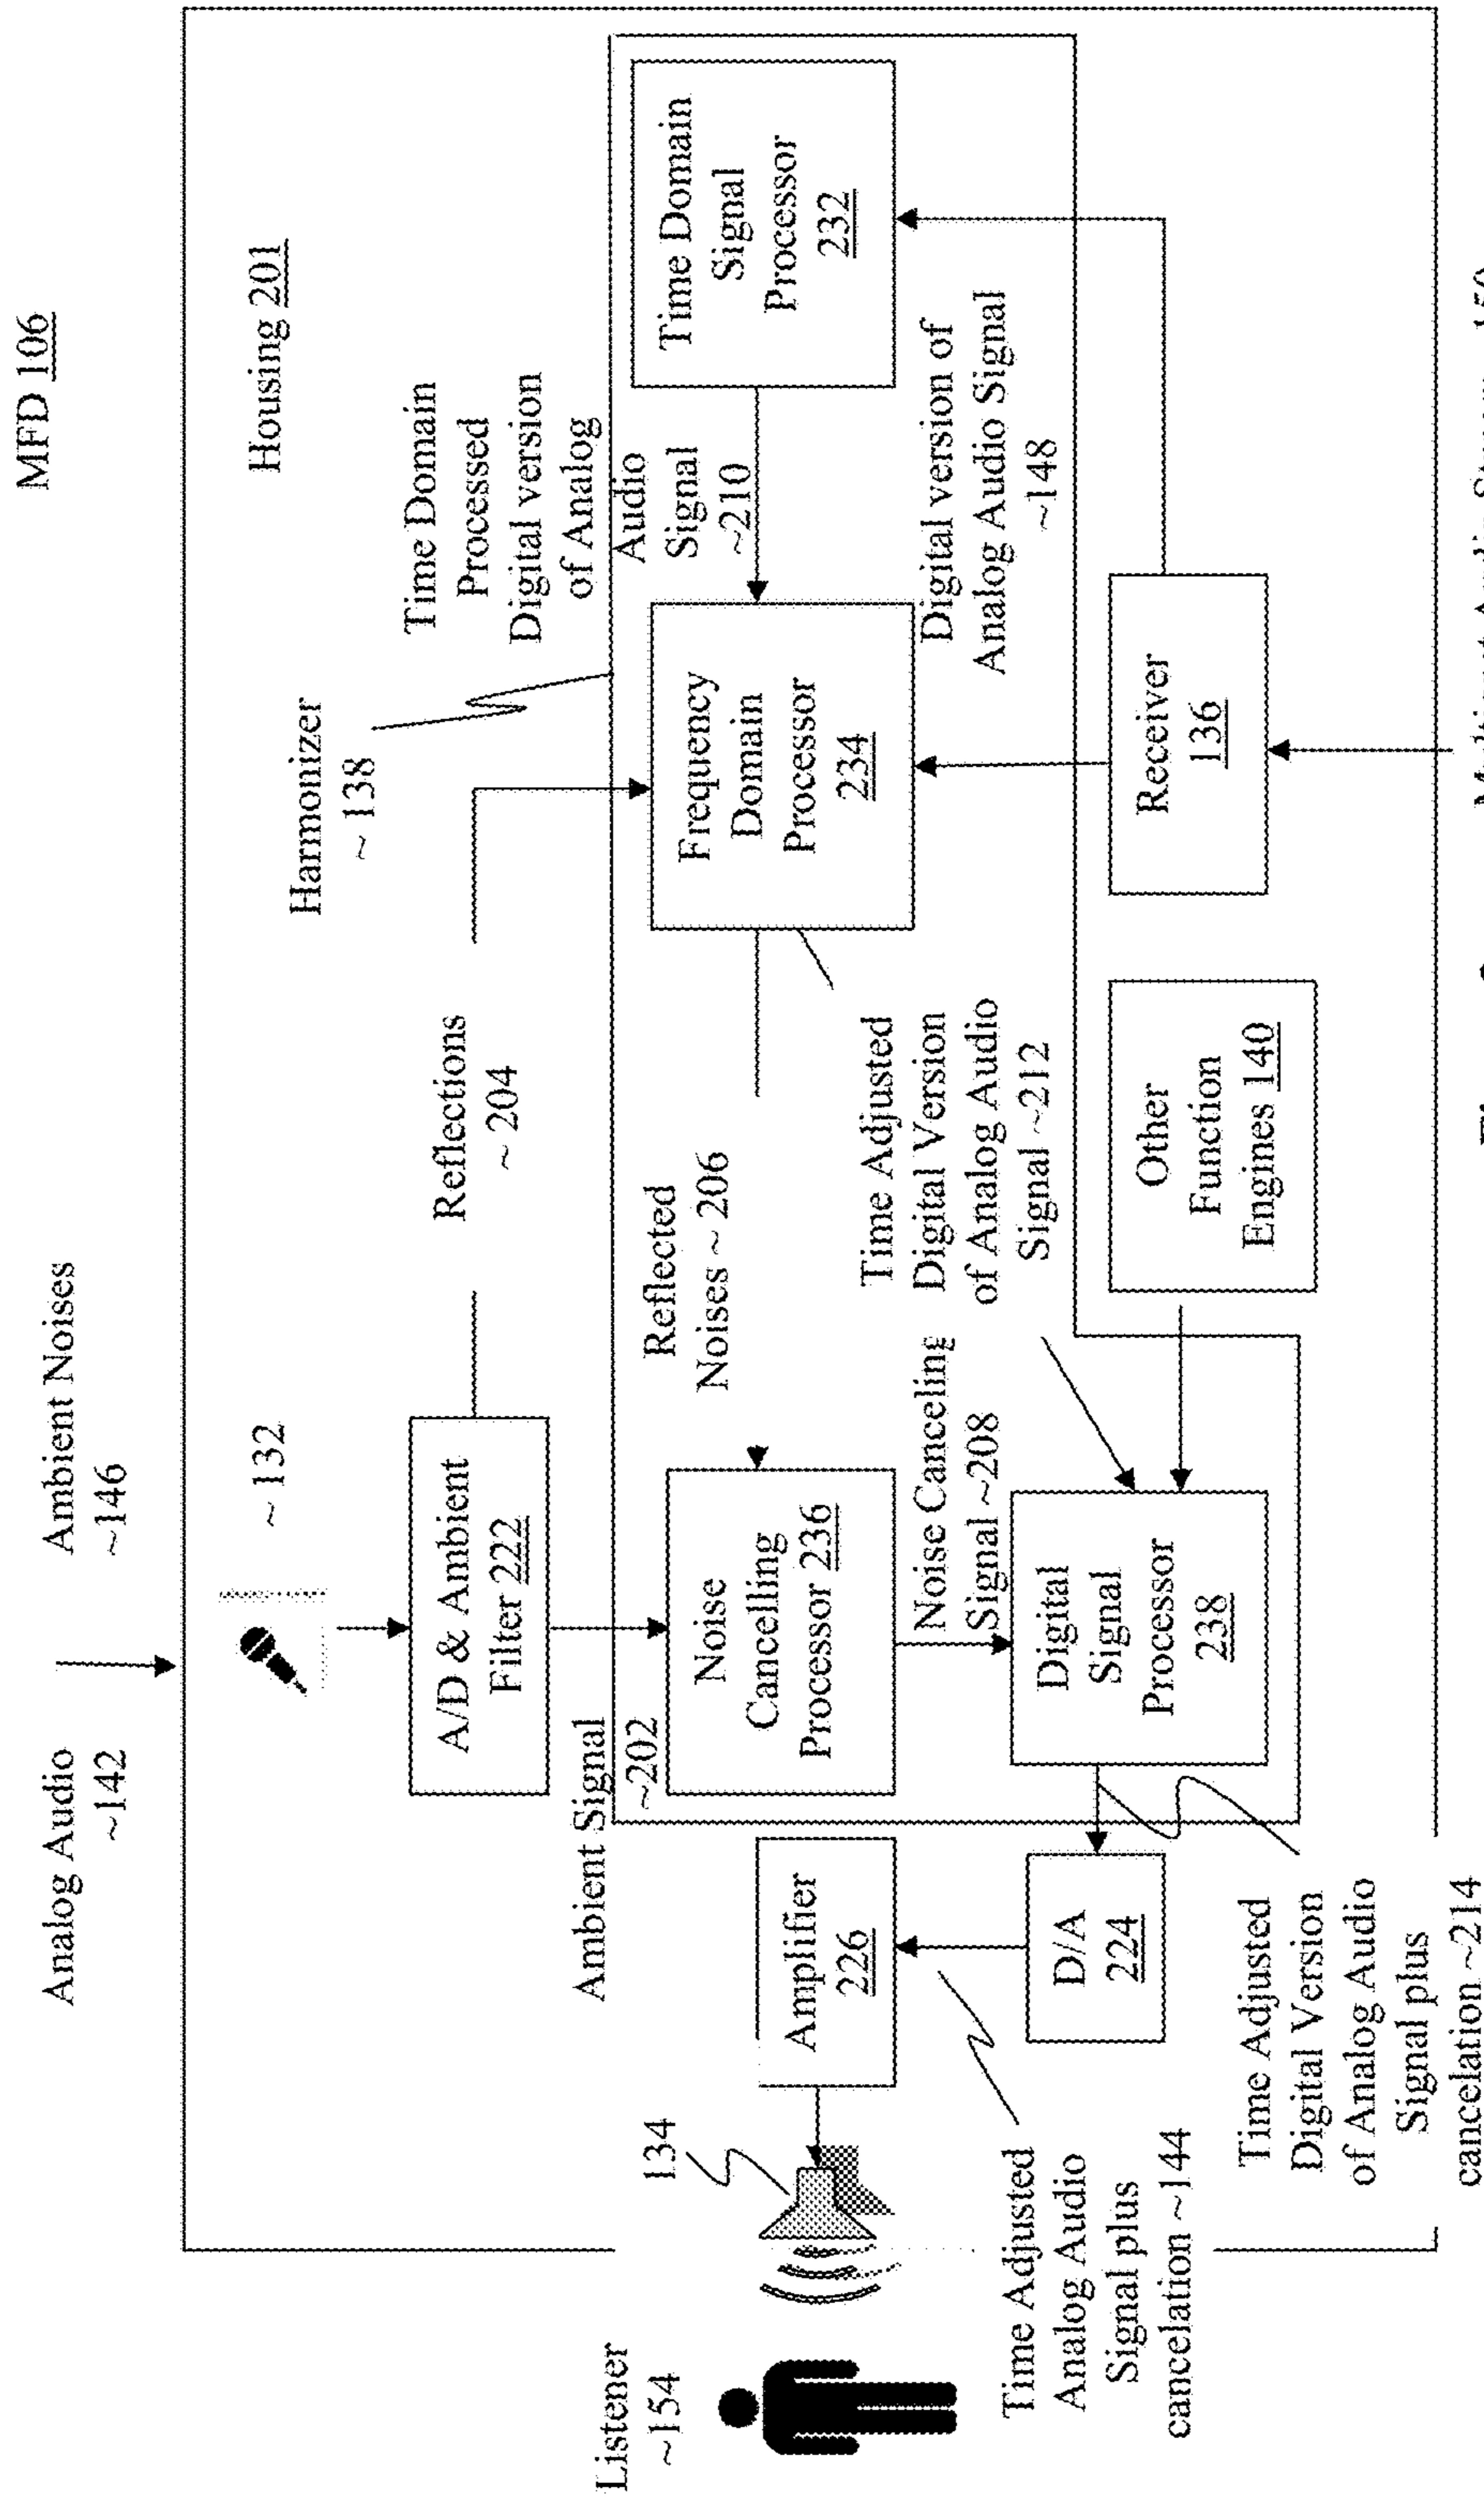 MFD 106
Analog Audio
~142
Ambient Noises
~146
Housing 201
~ 132
Harmonizer
~ 138
Time Domain
Processed
Digital version
of Analog
Audio
Signal
~210
A/D & Ambient
Filter 222
Reflections
~ 204
Ambient Signal
~202
Listener
~154
134
Amplifier
226
Noise
Cancelling
Processor 236
Reflected
Noises ~ 206
Frequency
Domain
Processor
234
Time Domain
Signal
Processor
232
Noise Canceling
Signal ~208
Time Adjusted
Digital Version
of Analog Audio
Signal ~212
Digital version of
Analog Audio Signal
~148
Time Adjusted
Analog Audio
Signal plus
cancelation ~144
D/A
224
Digital
Signal
Processor
238
Other
Function
Engines 140
Receiver
136
Time Adjusted
Digital Version
of Analog Audio
Signal plus
cancelation ~214